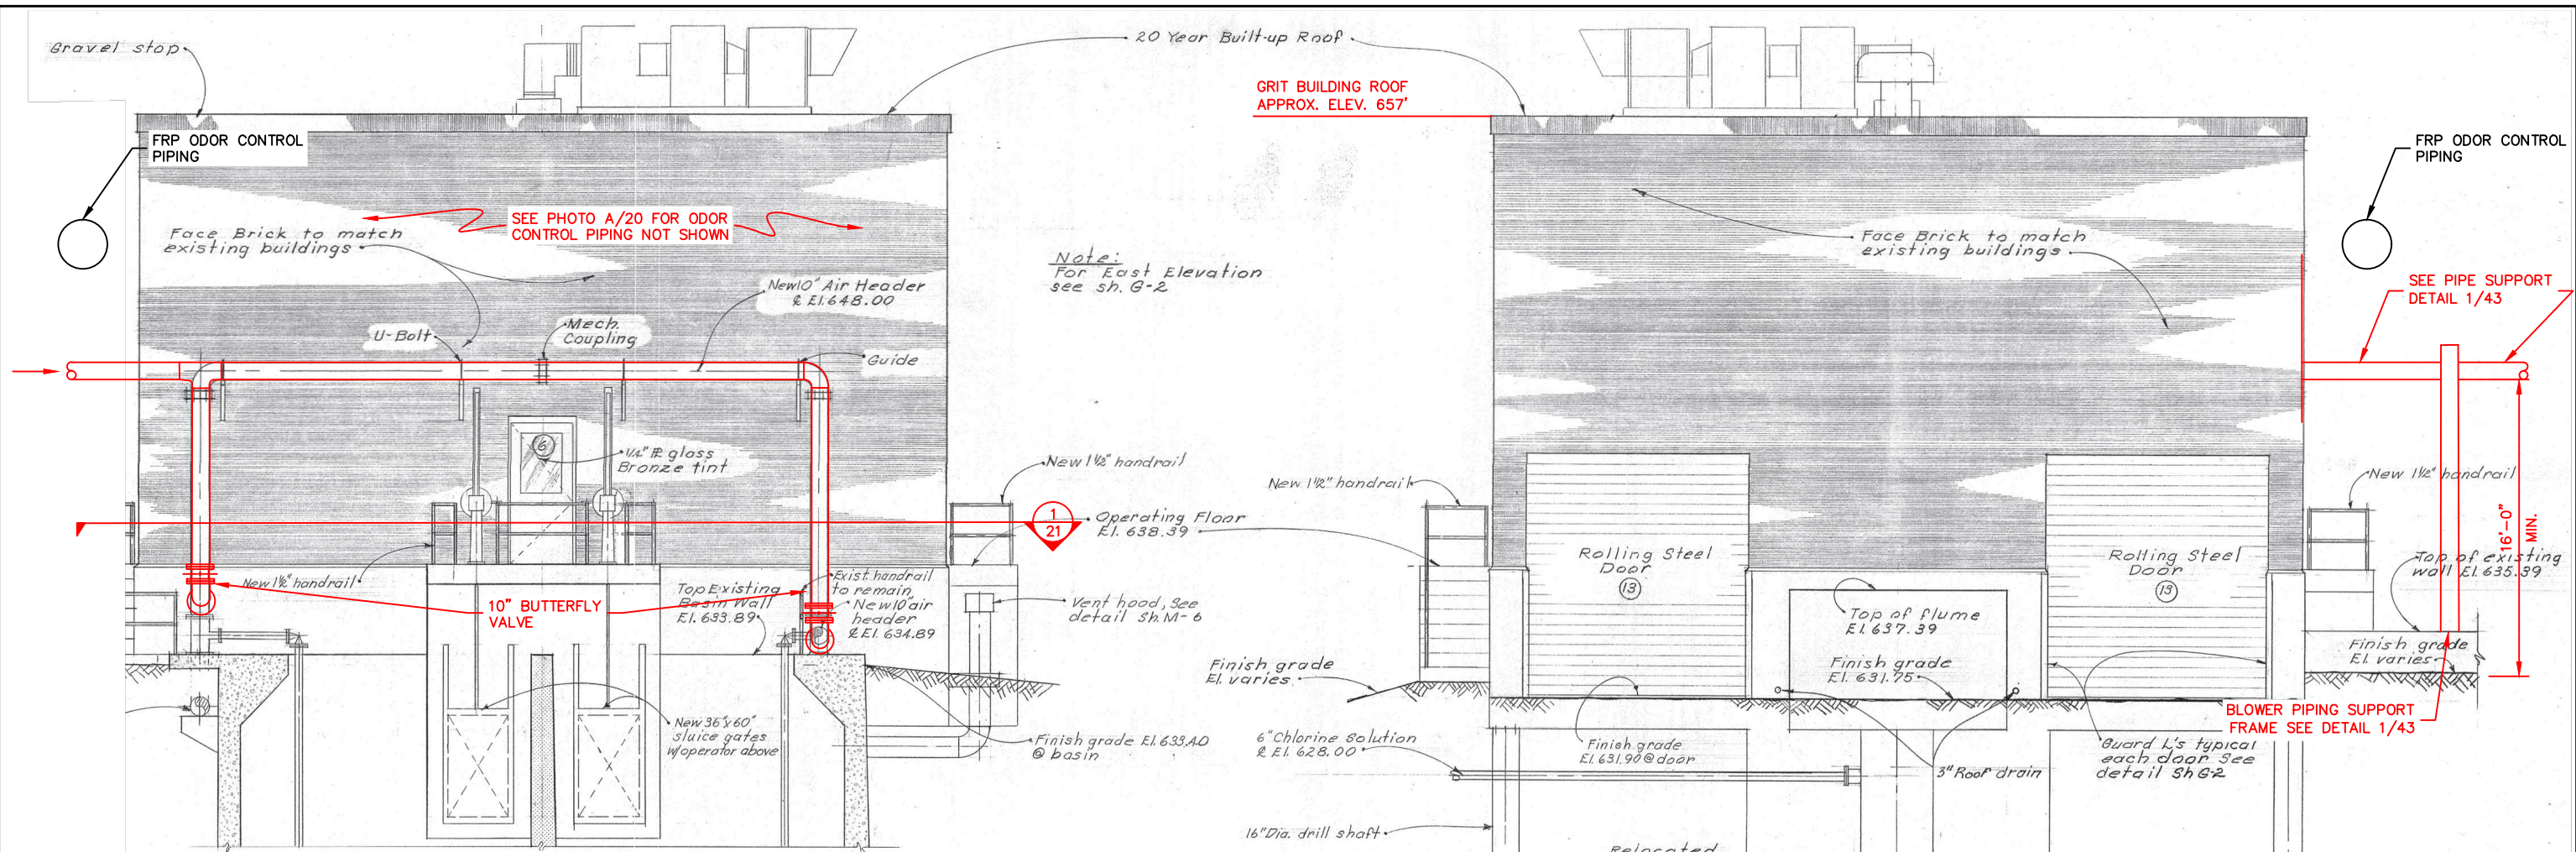 Gravel stop
20 Year Built-up Roof
GRIT BUILDING ROOF
APPROX. ELEV. 657'
FRP ODOR CONTROL
PIPING
FRP ODOR CONTROL
PIPING
SEE PHOTO A/20 FOR ODOR
CONTROL PIPING NOT SHOWN
Face Brick to match
existing buildings
Note:
For East Elevation
see sh. G-2
Face Brick to match
existing buildings
New 10" Air Header
℄ El. 648.00
SEE PIPE SUPPORT
DETAIL 1/43
U-Bolt
Mech.
Coupling
Guide
6
1/4" ℙ glass
Bronze tint
New 1½" handrail
New 1½" handrail
New 1½" handrail
1
21
Operating Floor
El. 638.39
16'-0"
MIN.
Rolling Steel
Door
13
Rolling Steel
Door
13
Top of existing
wall El. 635.39
New 1½" handrail
10" BUTTERFLY
VALVE
Top Existing
Basin Wall
El. 633.89
Exist. handrail
to remain
New 10" air
header
℄ El. 634.89
Vent hood, See
detail Sh. M-6
Top of flume
El. 637.39
Finish grade
El. varies
Finish grade
El. 631.75
Finish grade
El. varies
New 36"x60"
sluice gates
w/operator above
Finish grade El. 633.40
@ basin
6" Chlorine Solution
℄ El. 628.00
Finish grade
El. 631.90 @ door
3" Roof drain
BLOWER PIPING SUPPORT
FRAME SEE DETAIL 1/43
Guard L's typical
each door See
detail Sh G-2
16" Dia. drill shaft
Relocated